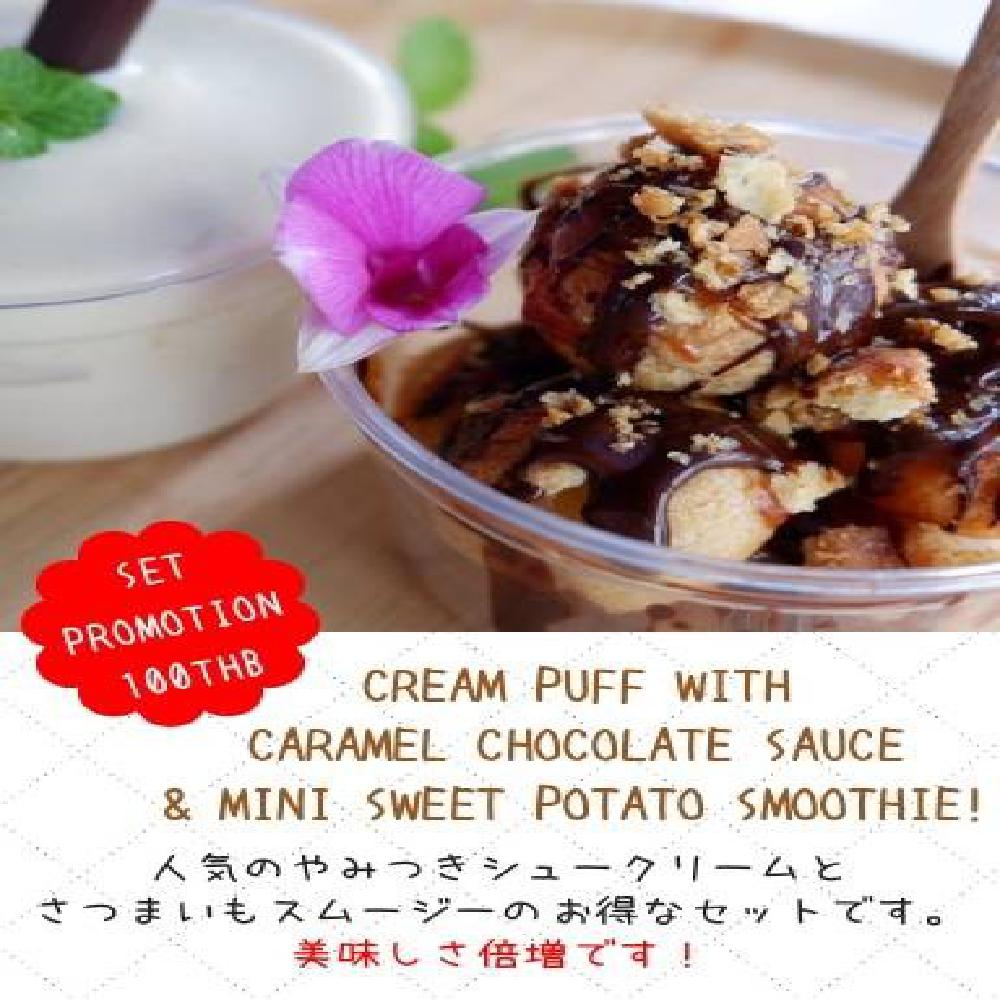 SET
PROMOTION
100THB
CREAM PUFF WITH
CARAMEL CHOCOLATE SAUCE
& MINI SWEET POTATO SMOOTHIE!
人気のやみつきシュークリームと
さつまいもスムージーのお得なセットです。
美味しさ倍増です！